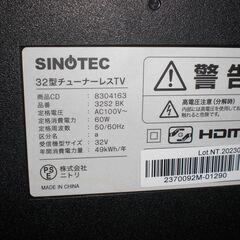 SINOTEC
32型チューナーレスTV
商品CD : 8304163
型名 : 32S2 BK
定格電圧 : AC100V~
定格消費電力 : 60W
定格周波数 : 50/60Hz
区分名 : a
受信機型サイズ : 32V
年間消費電力量 : 49kWh/年
PS
E
株式会社
ニトリ
MADE IN CHINA
警告
高電圧注意(分解時)
HDMI
Lot.NT.20230
2370092M-01290